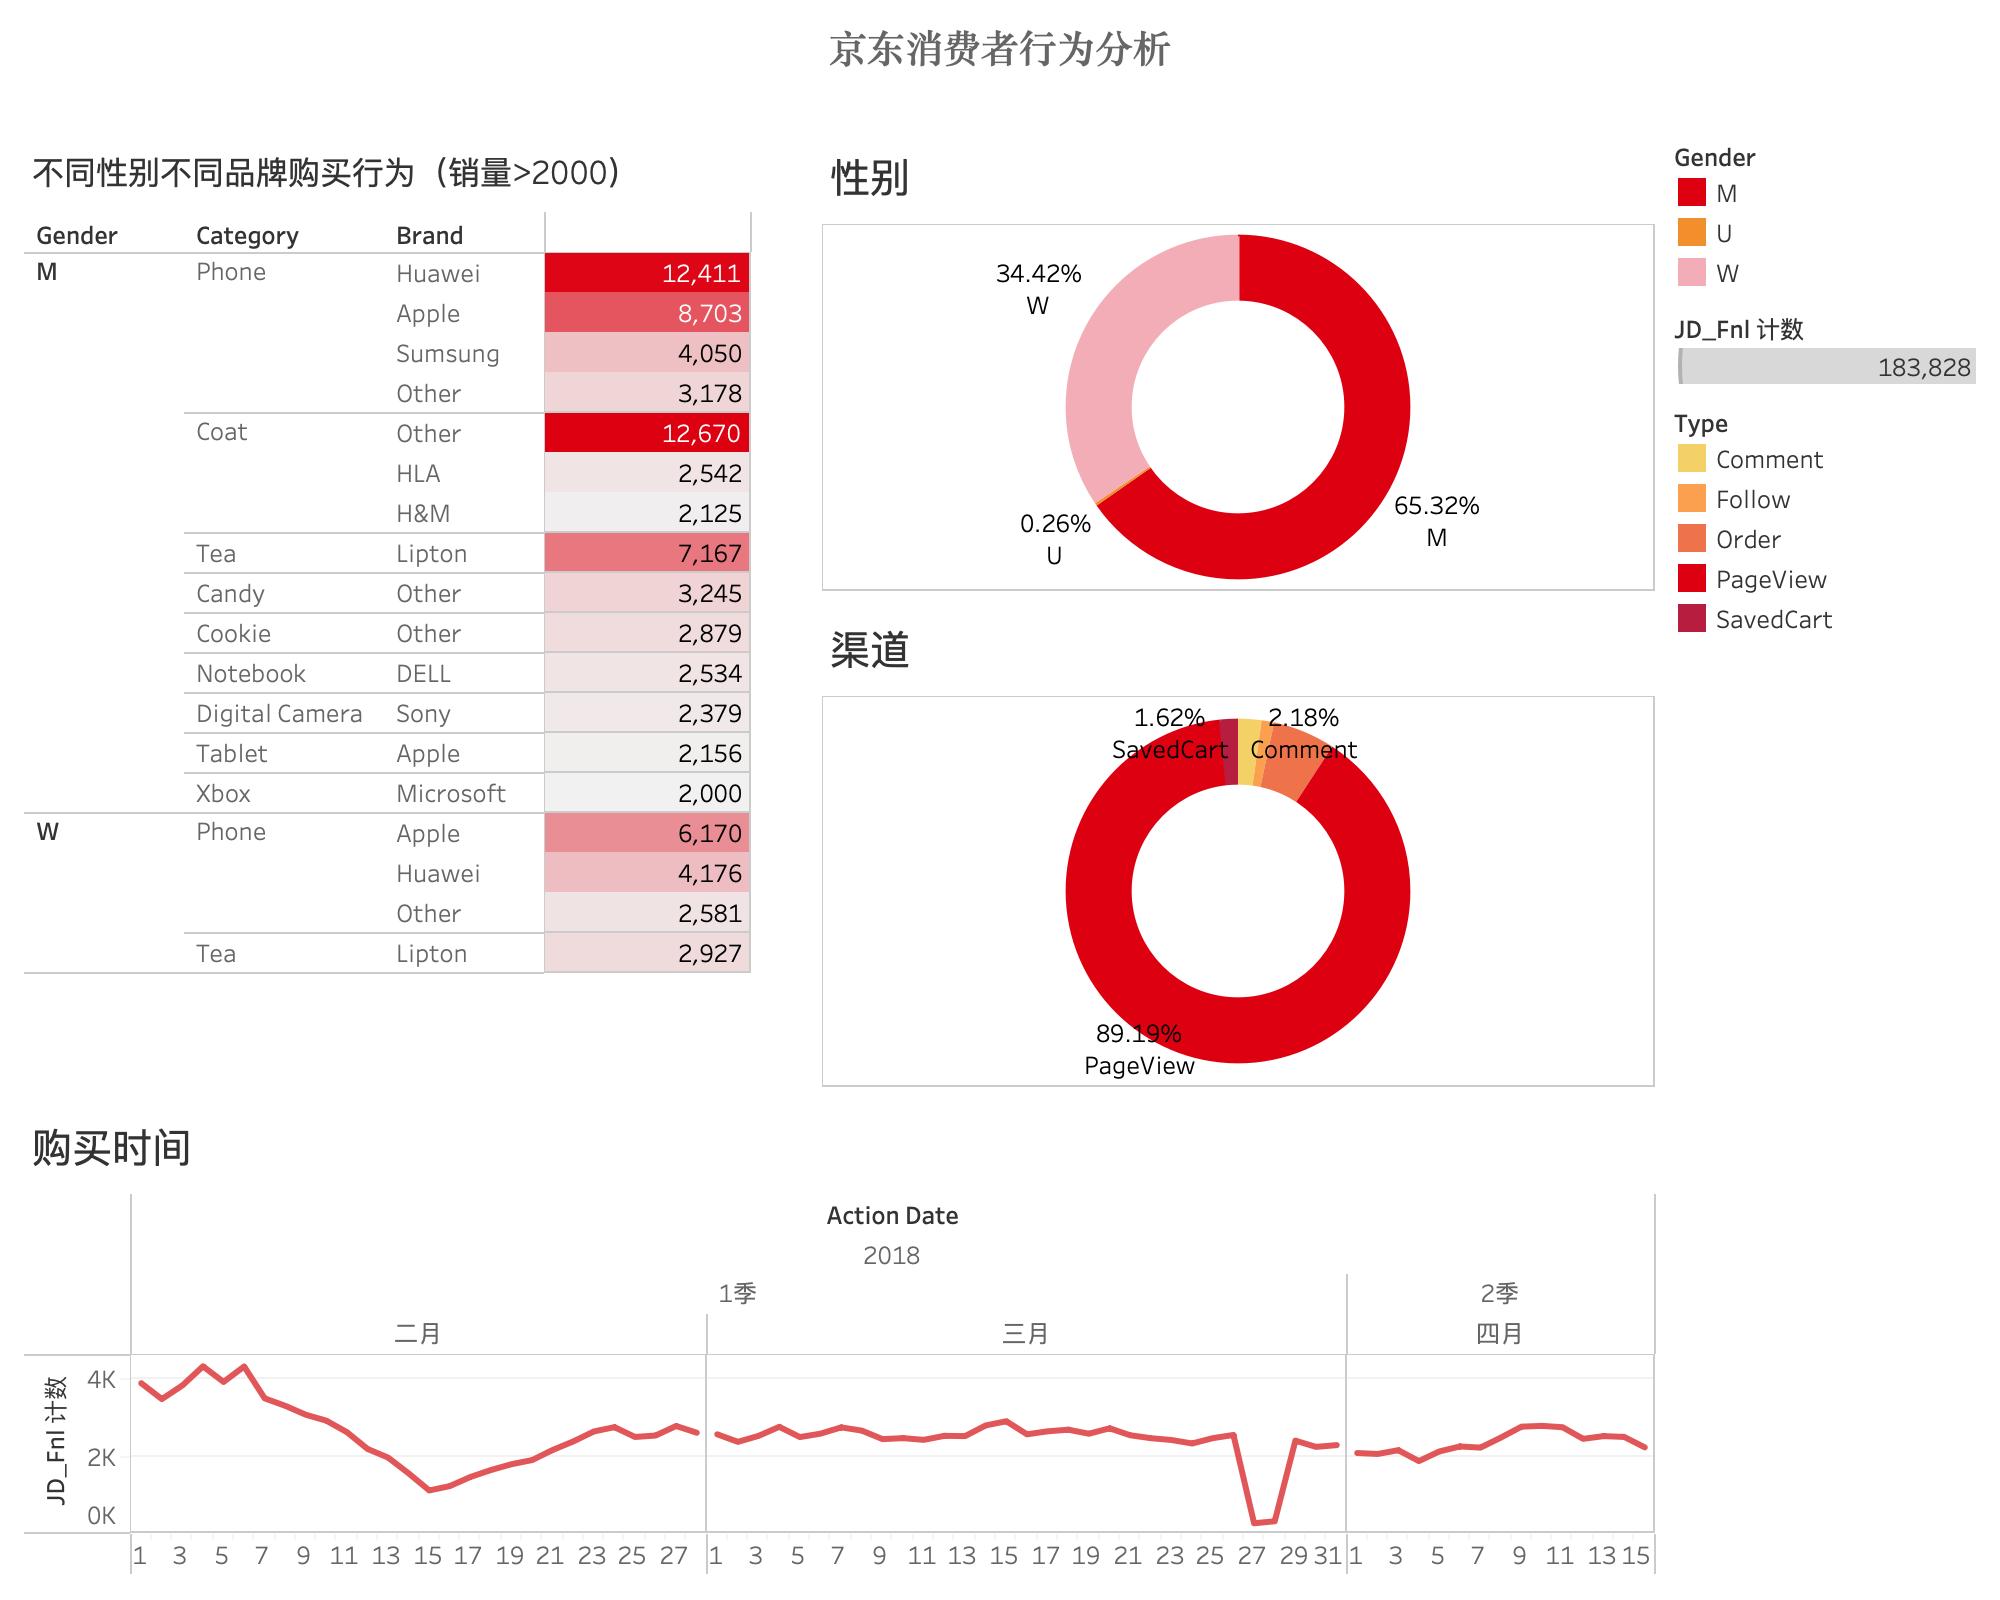 京东消费者行为分析
不同性别不同品牌购买行为（销量>2000）
Gender Category Brand
M Phone Huawei 12,411
Apple 8,703
Sumsung 4,050
Other 3,178
Coat Other 12,670
HLA 2,542
H&M 2,125
Tea Lipton 7,167
Candy Other 3,245
Cookie Other 2,879
Notebook DELL 2,534
Digital Camera Sony 2,379
Tablet Apple 2,156
Xbox Microsoft 2,000
W Phone Apple 6,170
Huawei 4,176
Other 2,581
Tea Lipton 2,927
性别
34.42%
W
0.26%
U
65.32%
M
渠道
1.62%
SavedCart
2.18%
Comment
89.19%
PageView
Gender
M
U
W
JD_Fnl 计数
183,828
Type
Comment
Follow
Order
PageView
SavedCart
购买时间
Action Date
2018
1季 2季
二月 三月 四月
JD_Fnl 计数
4K
2K
0K
1 3 5 7 9 11 13 15 17 19 21 23 25 27 1 3 5 7 9 11 13 15 17 19 21 23 25 27 29 31 1 3 5 7 9 11 13 15